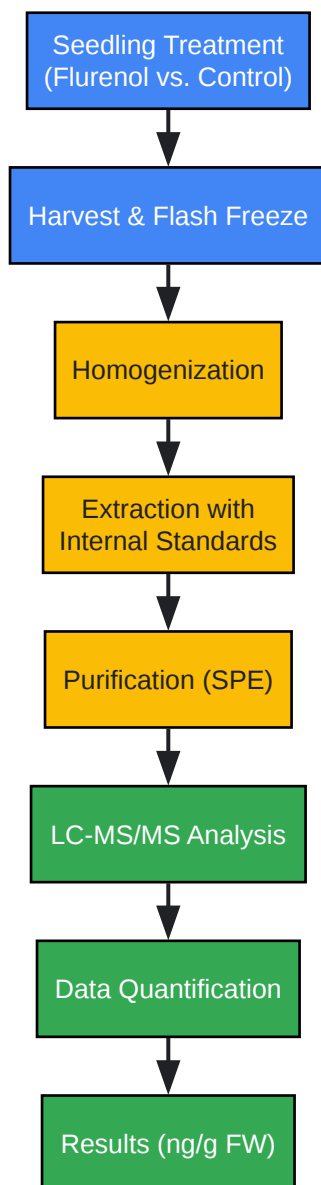 Seedling Treatment
(Flurenol vs. Control)
Harvest & Flash Freeze
Homogenization
Extraction with
Internal Standards
Purification (SPE)
LC-MS/MS Analysis
Data Quantification
Results (ng/g FW)